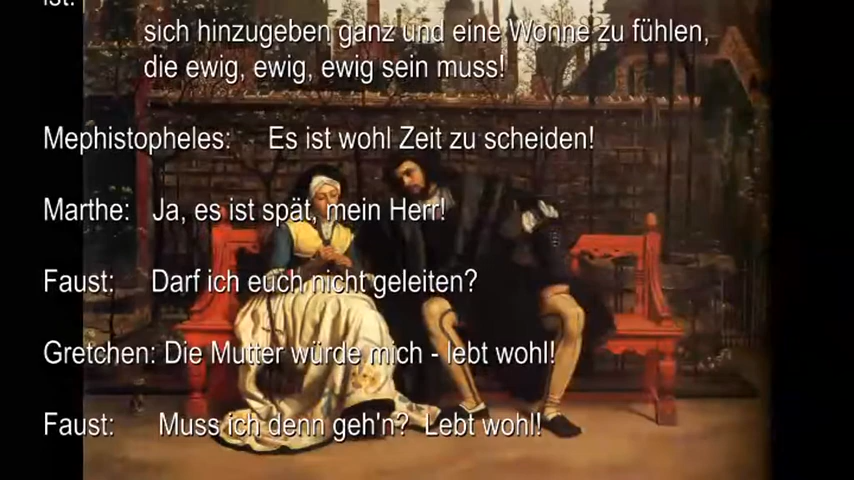 ist:
sich hinzugeben ganz und eine Wonne zu fühlen,
die ewig, ewig, ewig sein muss!
Mephistopheles: Es ist wohl Zeit zu scheiden!
Marthe: Ja, es ist spät, mein Herr!
Faust: Darf ich euch nicht geleiten?
Gretchen: Die Mutter würde mich - lebt wohl!
Faust: Muss ich denn geh'n? Lebt wohl!